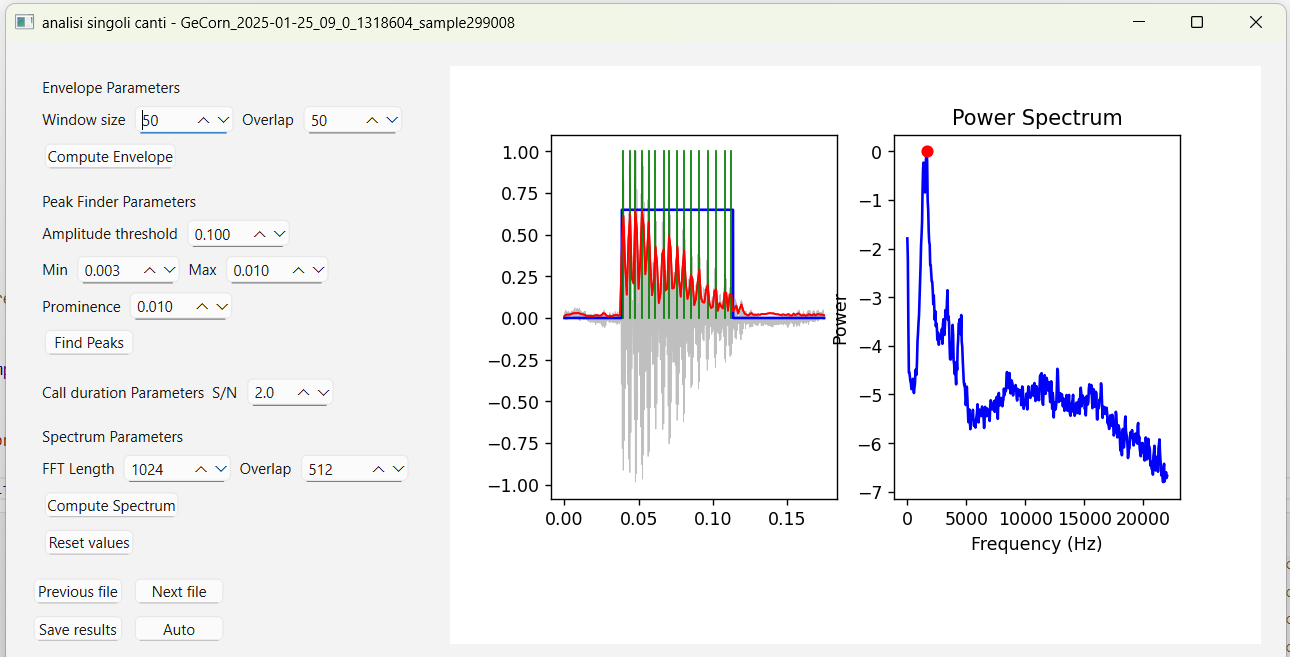 analisi singoli canti - GeCorn_2025-01-25_09_0_1318604_sample299008
Envelope Parameters
Window size 50 Overlap 50
Compute Envelope
Peak Finder Parameters
Amplitude threshold 0.100
Min 0.003 Max 0.010
Prominence 0.010
Find Peaks
Call duration Parameters S/N 2.0
Spectrum Parameters
FFT Length 1024 Overlap 512
Compute Spectrum
Reset values
Previous file Next file
Save results Auto
1.00
0.75
0.50
0.25
0.00
−0.25
−0.50
−0.75
−1.00
0.00 0.05 0.10 0.15
Power Spectrum
Power
0
−1
−2
−3
−4
−5
−6
−7
0 5000 10000 15000 20000
Frequency (Hz)